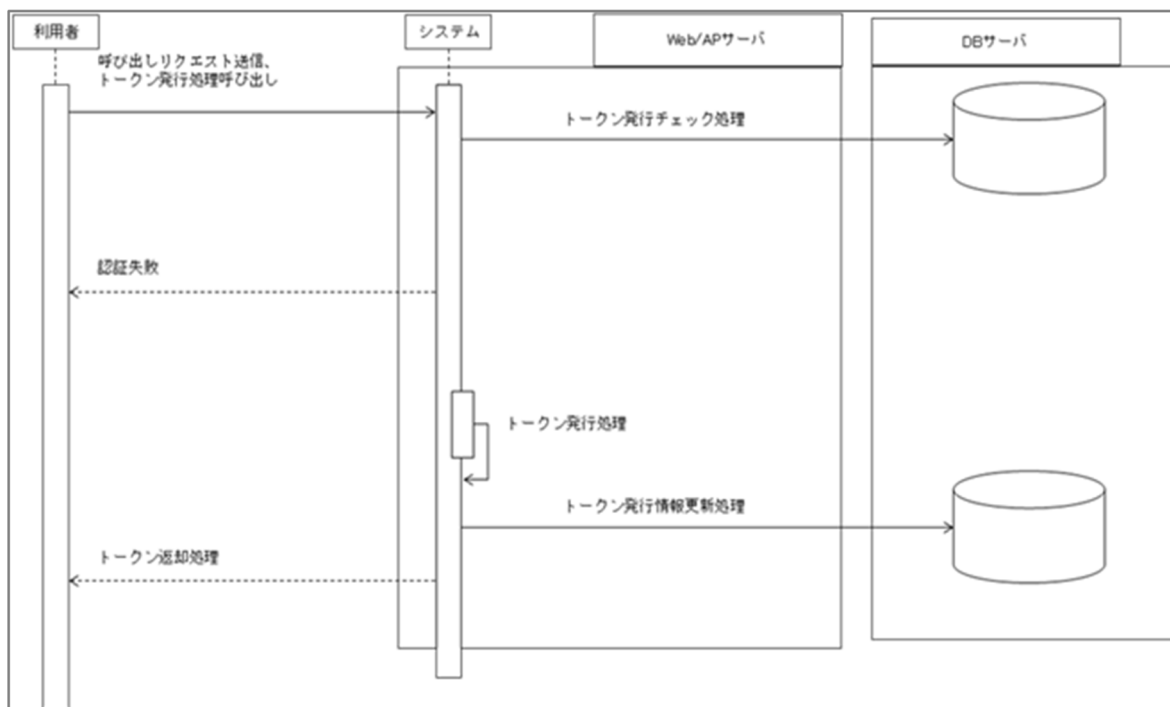 利用者
システム
Web/APサーバ
DBサーバ
呼び出しリクエスト送信、
トークン発行処理呼び出し
トークン発行チェック処理
認証失敗
トークン発行処理
トークン発行情報更新処理
トークン返却処理